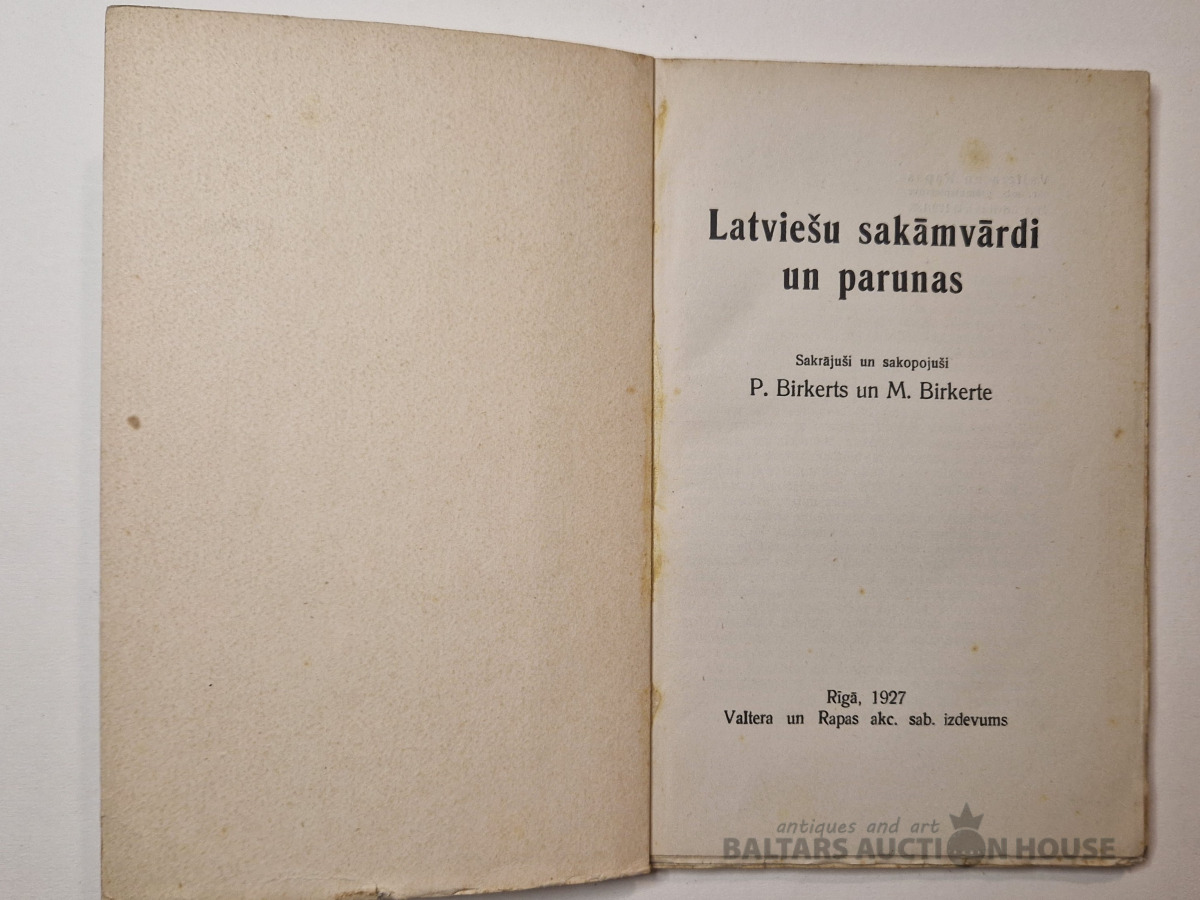 Latviešu sakāmvārdi
un parunas
Sakrājuši un sakopojuši
P. Birkerts un M. Birkerte
Rīgā, 1927
Valtera un Rapas akc. sab. izdevums
antiques and art
BALTARS AUCTION HOUSE